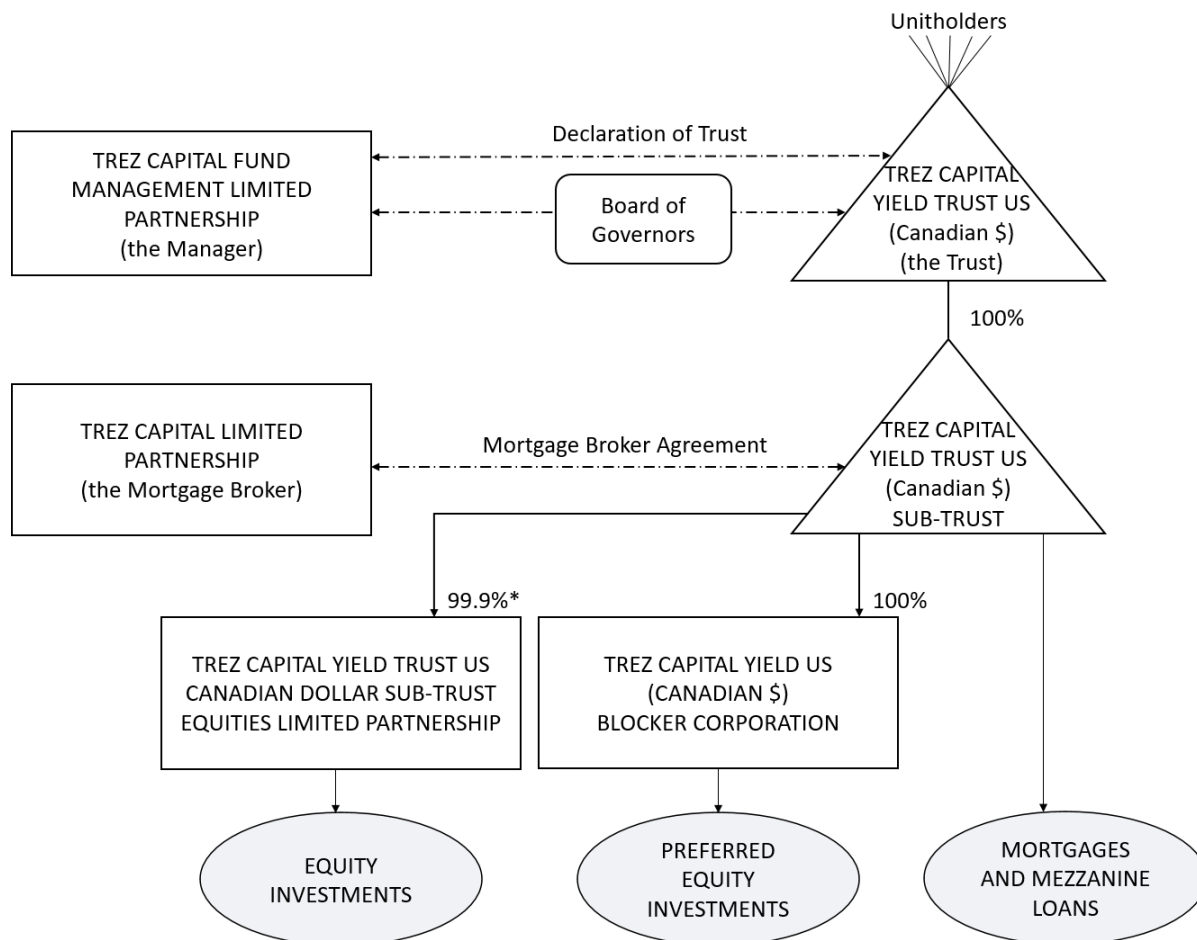 Unitholders
Declaration of Trust
TREZ CAPITAL FUND
MANAGEMENT LIMITED
PARTNERSHIP
(the Manager)
Board of
Governors
TREZ CAPITAL
YIELD TRUST US
(Canadian $)
(the Trust)
100%
TREZ CAPITAL LIMITED
PARTNERSHIP
(the Mortgage Broker)
Mortgage Broker Agreement
TREZ CAPITAL
YIELD TRUST US
(Canadian $)
SUB-TRUST
99.9%*
100%
TREZ CAPITAL YIELD TRUST US
CANADIAN DOLLAR SUB-TRUST
EQUITIES LIMITED PARTNERSHIP
TREZ CAPITAL YIELD US
(CANADIAN $)
BLOCKER CORPORATION
EQUITY
INVESTMENTS
PREFERRED
EQUITY
INVESTMENTS
MORTGAGES
AND MEZZANINE
LOANS